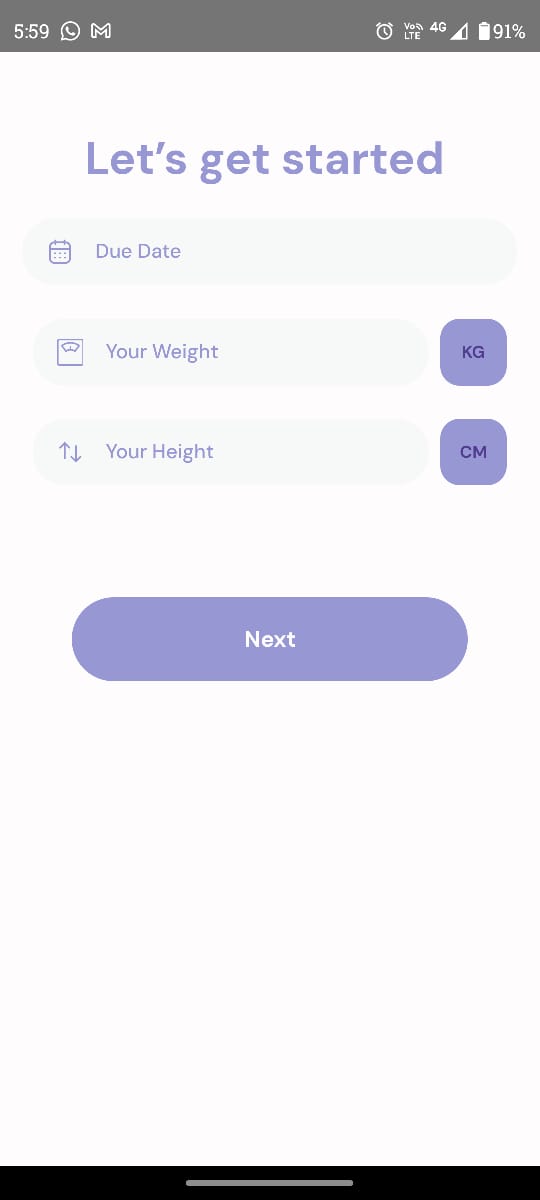 5:59 Vo LTE 4G 91%
Let's get started
Due Date
Your Weight KG
Your Height CM
Next